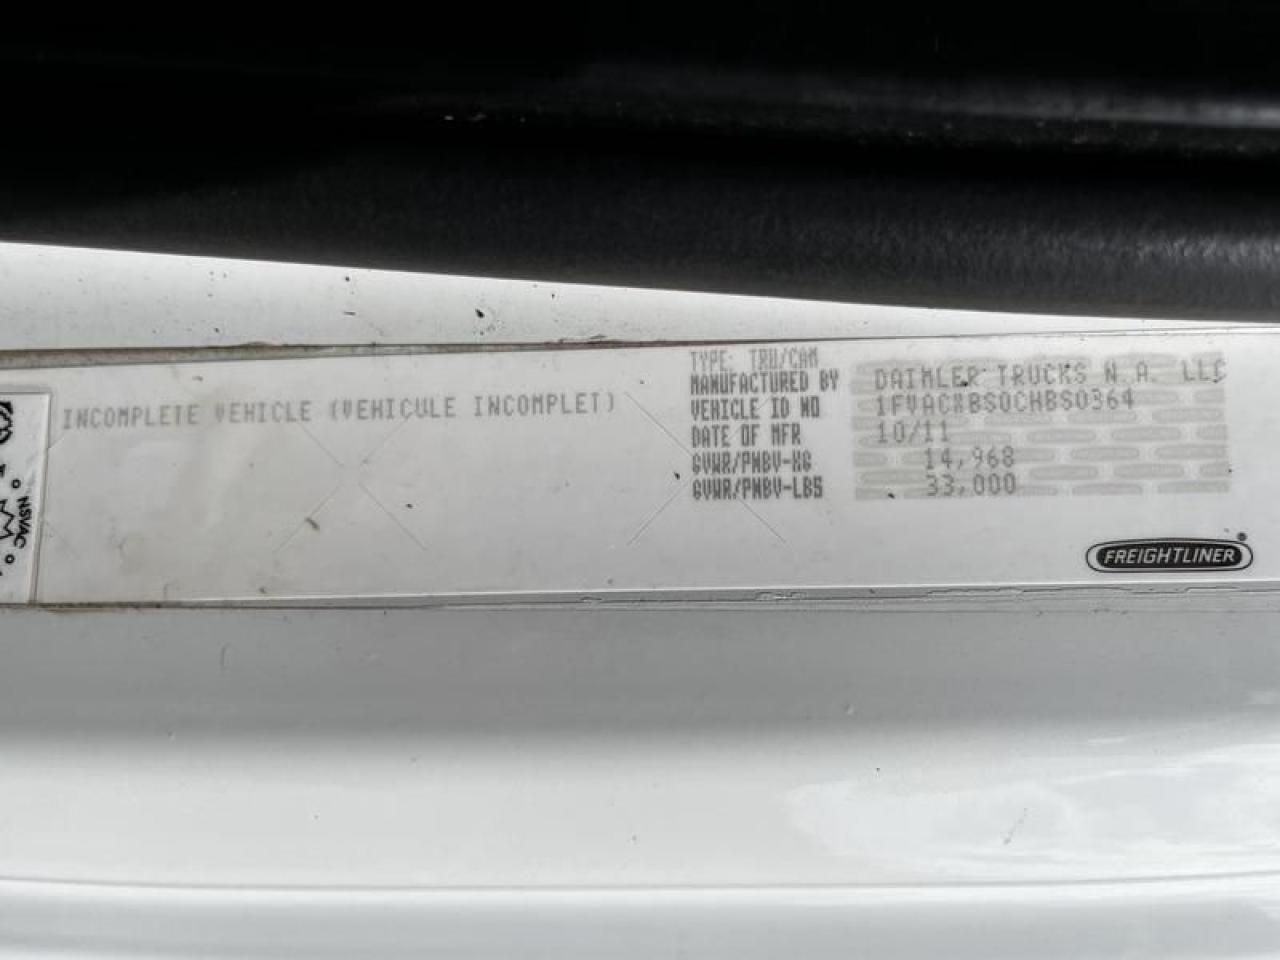 INCOMPLETE VEHICLE (VEHICULE INCOMPLET)
TYPE: TRU/CAM
MANUFACTURED BY DAIMLER TRUCKS N.A. LLC
VEHICLE ID NO 1FVACXBS0CHBS0364
DATE OF MFR 10/11
GVWR/PNBV-KG 14,968
GVWR/PNBV-LBS 33,000
FREIGHTLINER
NSVAC